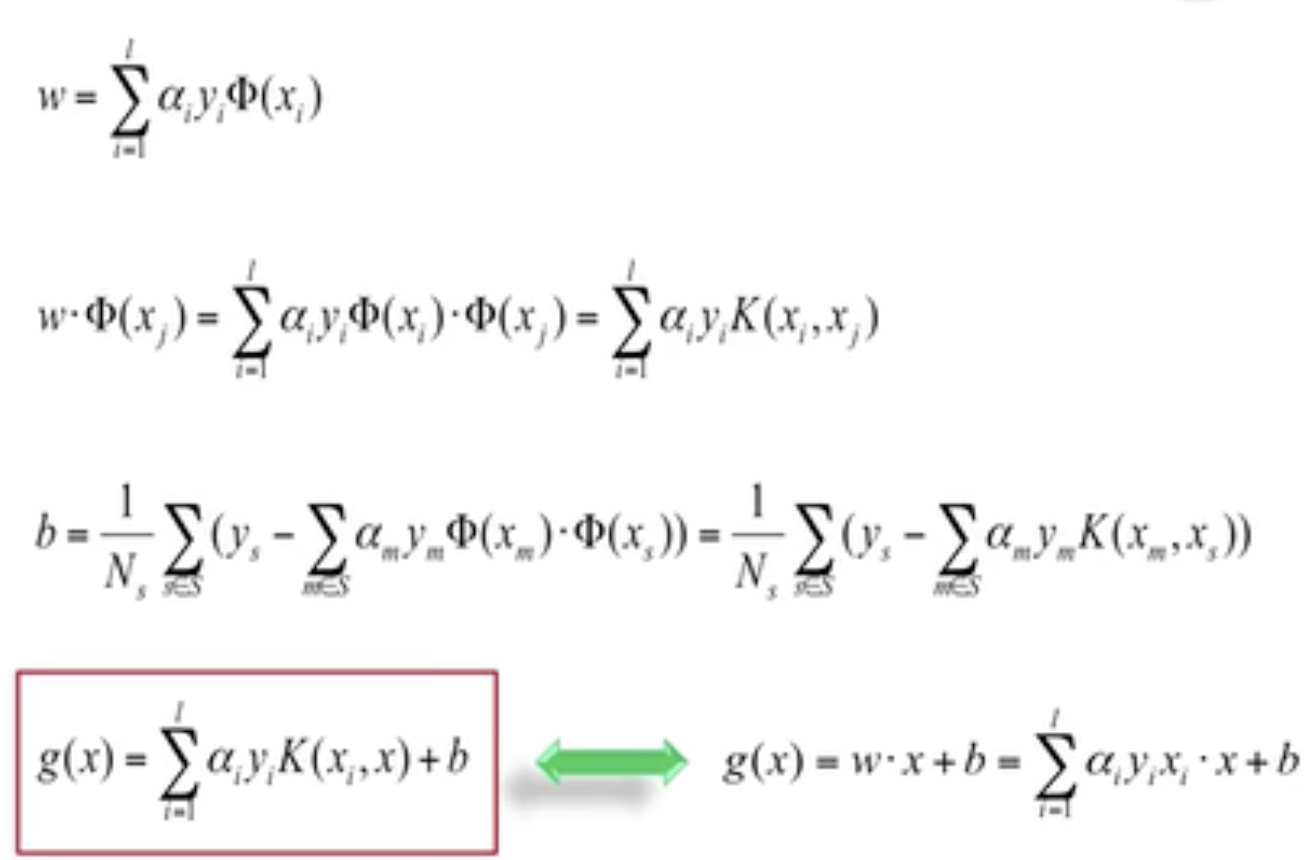 $w = \sum_{i=1}^{l} \alpha_i y_i \Phi(x_i)$
$w \cdot \Phi(x_j) = \sum_{i=1}^{l} \alpha_i y_i \Phi(x_i) \cdot \Phi(x_j) = \sum_{i=1}^{l} \alpha_i y_i K(x_i, x_j)$
$b = \frac{1}{N_s} \sum_{s \in S} (y_s - \sum_{m \in S} \alpha_m y_m \Phi(x_m) \cdot \Phi(x_s)) = \frac{1}{N_s} \sum_{s \in S} (y_s - \sum_{m \in S} \alpha_m y_m K(x_m, x_s))$
$g(x) = \sum_{i=1}^{l} \alpha_i y_i K(x_i, x) + b$ $g(x) = w \cdot x + b = \sum_{i=1}^{l} \alpha_i y_i x_i \cdot x + b$